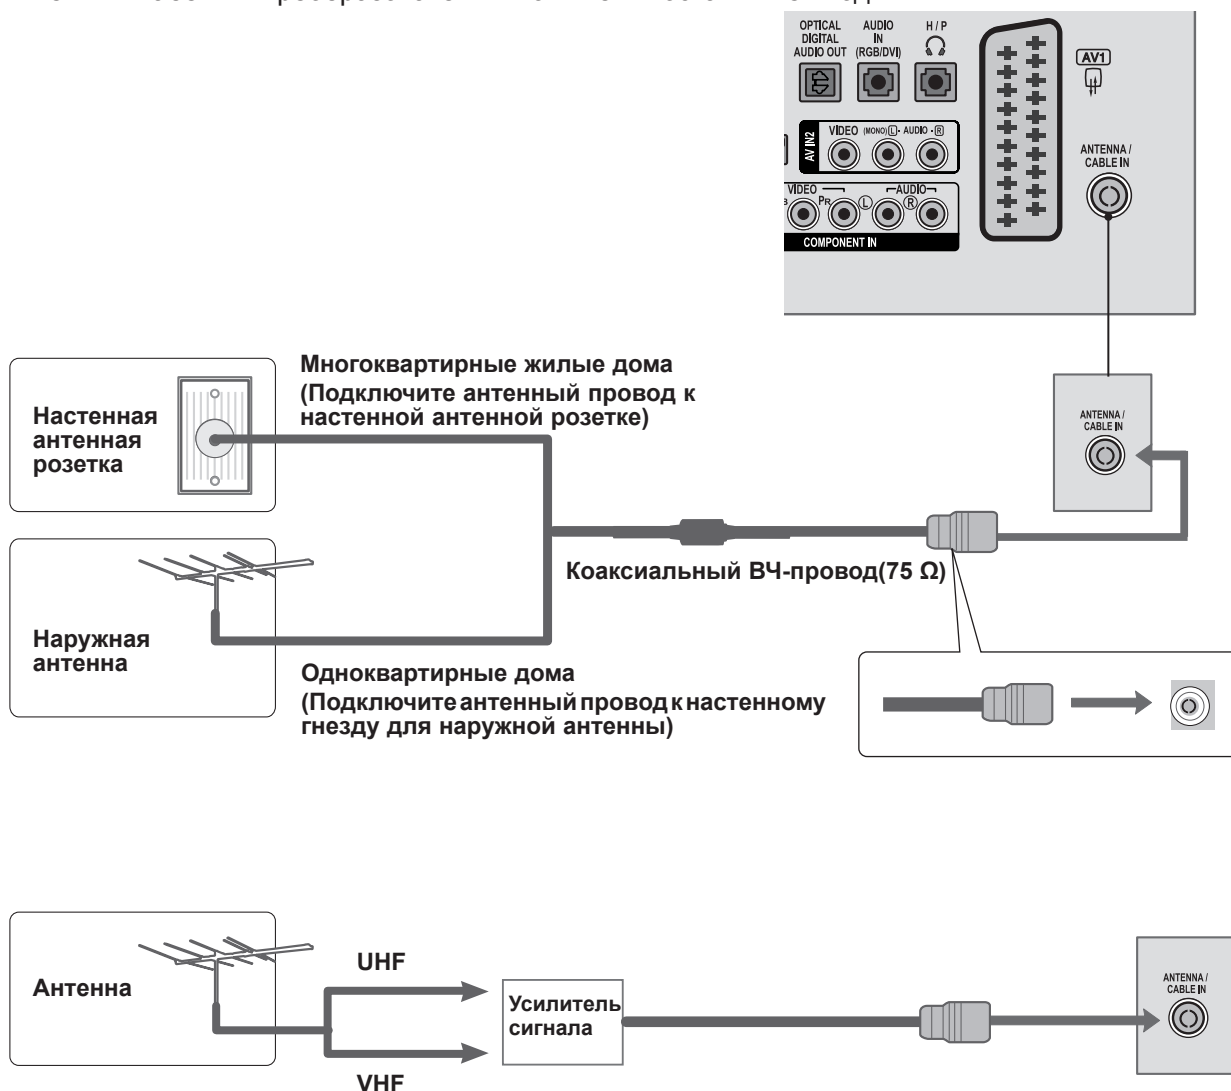 OPTICAL DIGITAL AUDIO OUT
AUDIO IN (RGB/DVI)
H / P
AV1
AV IN2
VIDEO (MONO) L - AUDIO - R
ANTENNA / CABLE IN
VIDEO
AUDIO
B PR L R
COMPONENT IN
Многоквартирные жилые дома
(Подключите антенный провод к
настенной антенной розетке)
Настенная
антенная
розетка
ANTENNA /
CABLE IN
Коаксиальный ВЧ-провод(75 Ω)
Наружная
антенна
Одноквартирные дома
(Подключите антенный провод к настенному
гнезду для наружной антенны)
Антенна
UHF
VHF
Усилитель
сигнала
ANTENNA /
CABLE IN